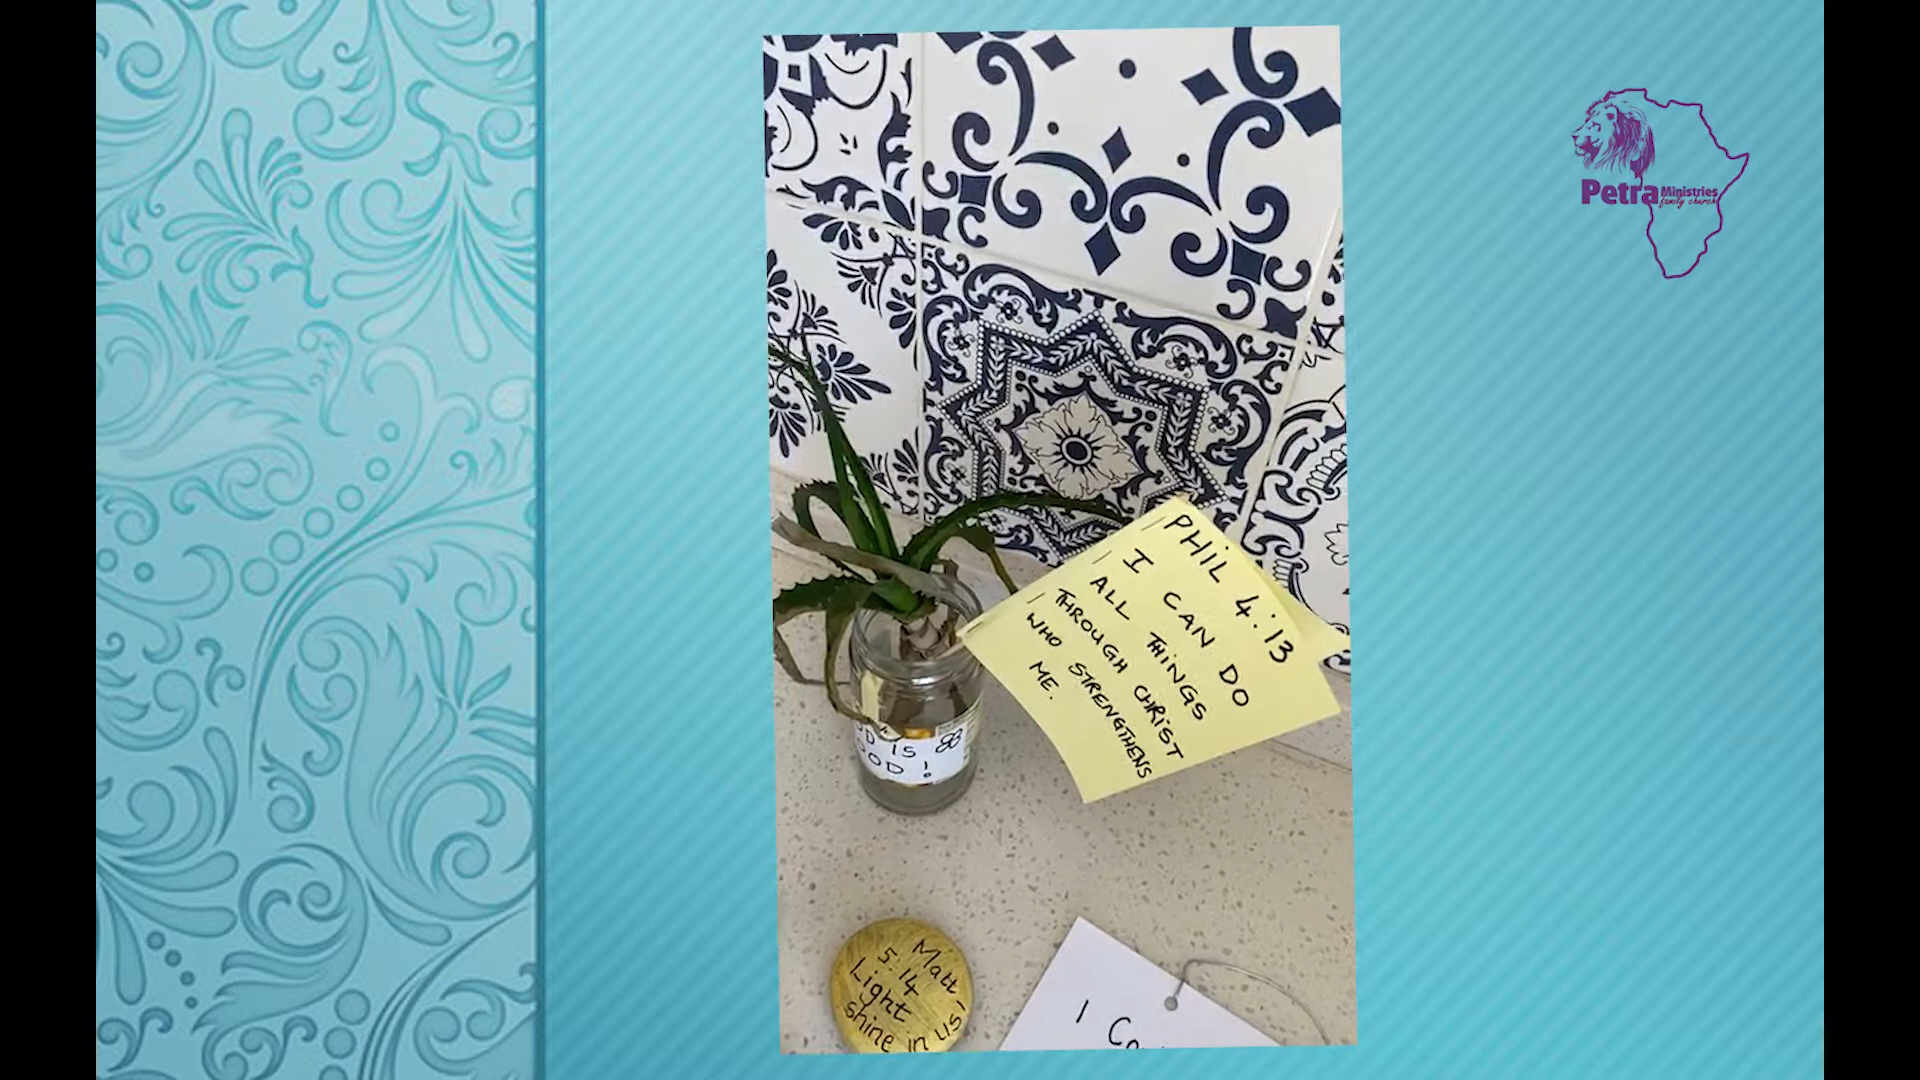 Petra Ministries
family church
PHIL 4:13
I CAN DO
ALL THINGS
THROUGH CHRIST
WHO STRENGTHENS
ME.
D IS
OOD!
Matt
5:14
Light
shine in us!
I